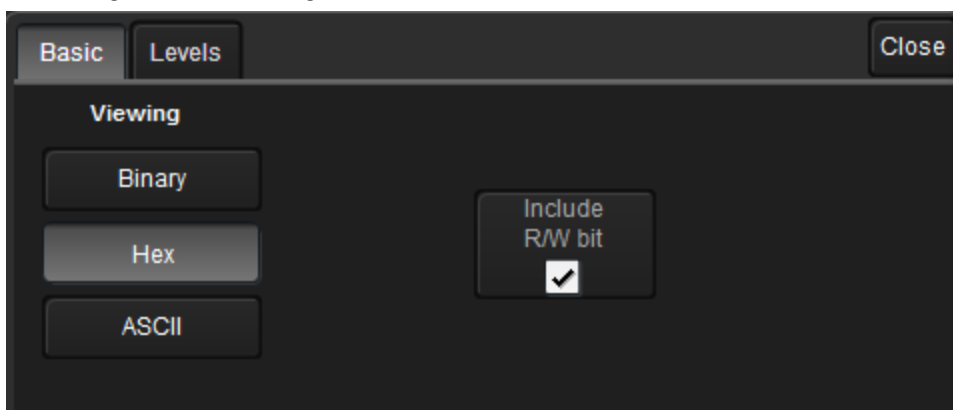 Basic
Levels
Close
Viewing
Binary
Hex
ASCII
Include
R/W bit